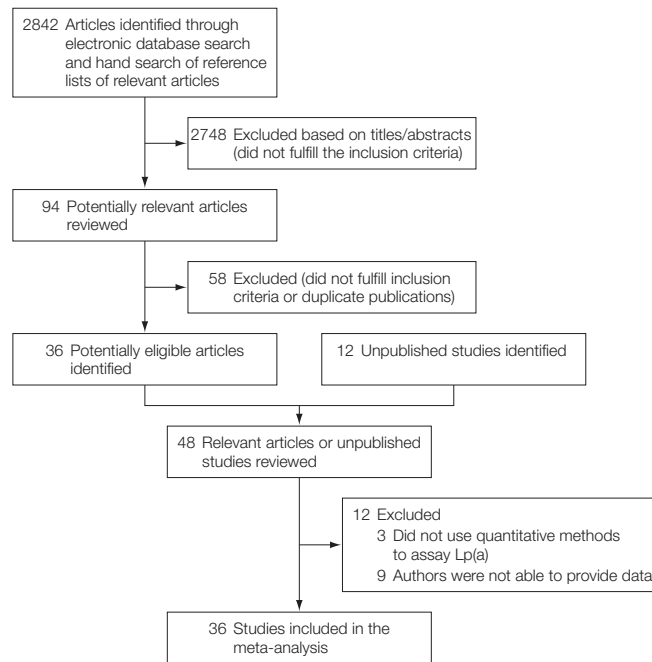 2842 Articles identified through
electronic database search
and hand search of reference
lists of relevant articles
2748 Excluded based on titles/abstracts
(did not fulfill the inclusion criteria)
94 Potentially relevant articles
reviewed
58 Excluded (did not fulfill inclusion
criteria or duplicate publications)
36 Potentially eligible articles
identified
12 Unpublished studies identified
48 Relevant articles or unpublished
studies reviewed
12 Excluded
3 Did not use quantitative methods
to assay Lp(a)
9 Authors were not able to provide data
36 Studies included in the
meta-analysis